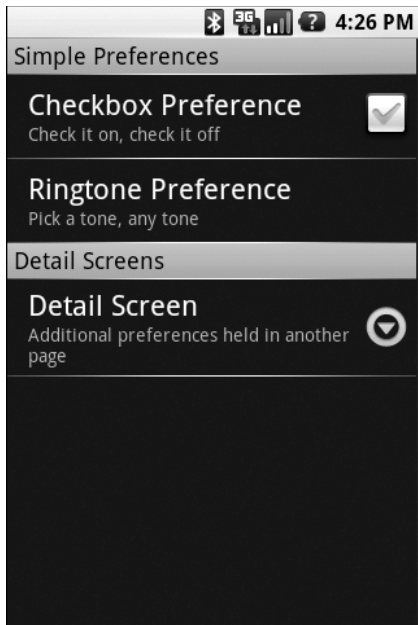 3G ? 4:26 PM
Simple Preferences
Checkbox Preference
Check it on, check it off
Ringtone Preference
Pick a tone, any tone
Detail Screens
Detail Screen
Additional preferences held in another
page